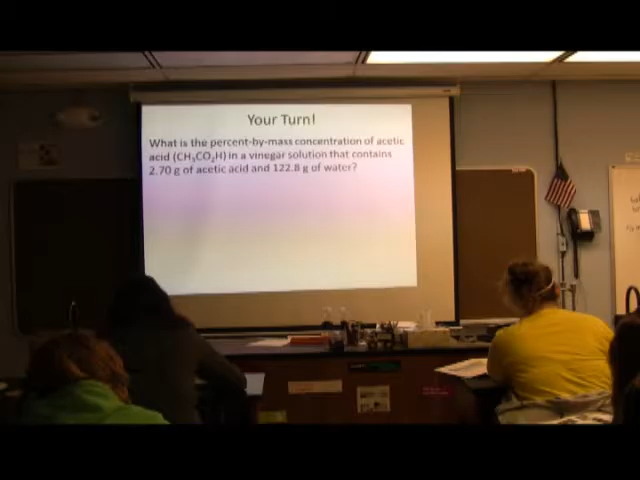 Your Turn!
What is the percent-by-mass concentration of acetic
acid (CH₃CO₂H) in a vinegar solution that contains
2.70 g of acetic acid and 122.8 g of water?